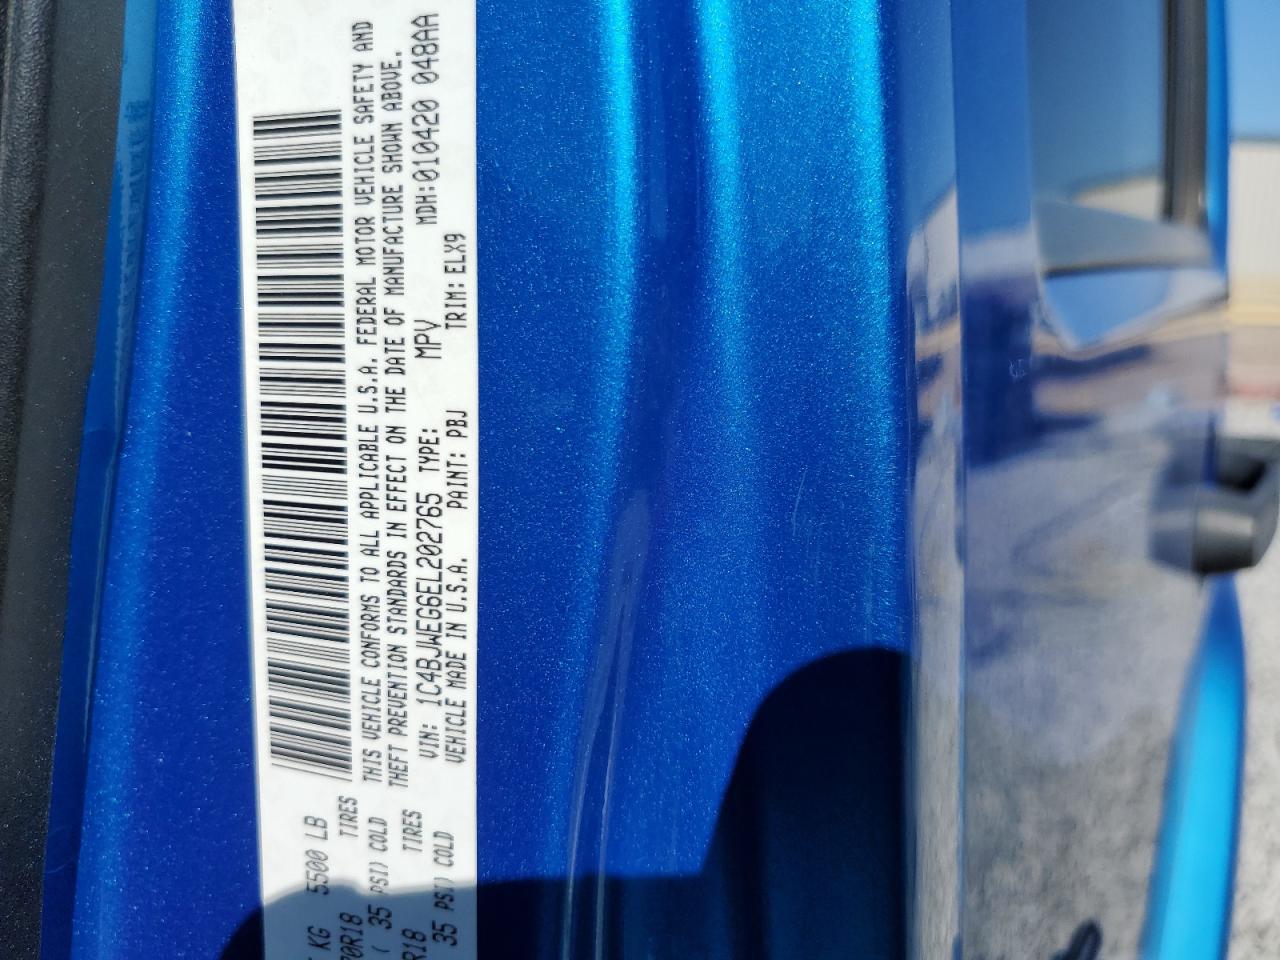 KG 5500 LB
R18 TIRES
( 35 PSI) COLD
R18 TIRES
35 PSI) COLD
THIS VEHICLE CONFORMS TO ALL APPLICABLE U.S.A. FEDERAL MOTOR VEHICLE SAFETY AND
THEFT PREVENTION STANDARDS IN EFFECT ON THE DATE OF MANUFACTURE SHOWN ABOVE.
VIN: 1C4BJWEG6EL202765 TYPE: MPV MDH:010420 048AA
VEHICLE MADE IN U.S.A. PAINT: PBJ TRIM: ELX9